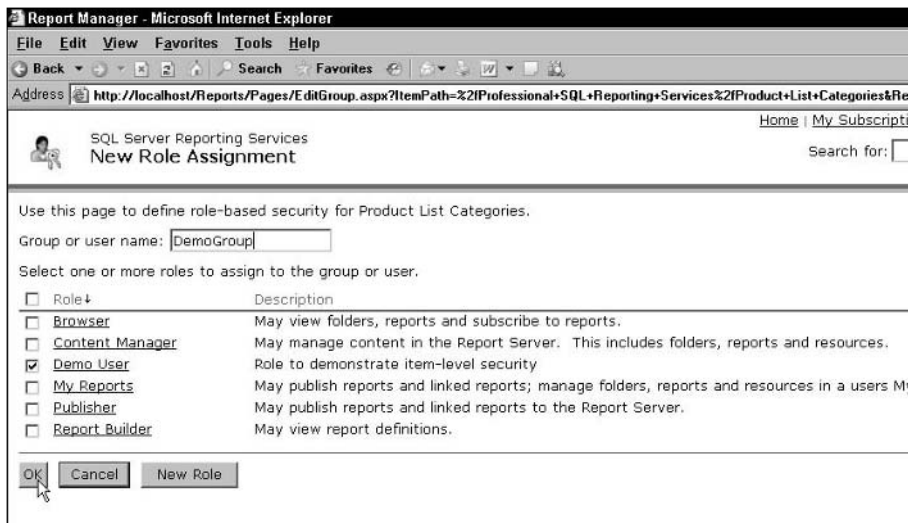 Report Manager - Microsoft Internet Explorer
File Edit View Favorites Tools Help
Back Search Favorites
Address http://localhost/Reports/Pages/EditGroup.aspx?ItemPath=%2fProfessional+SQL+Reporting+Services%2fProduct+List+Categories&Re
Home | My Subscripti
SQL Server Reporting Services
New Role Assignment
Search for:
Use this page to define role-based security for Product List Categories.
Group or user name: DemoGroup
Select one or more roles to assign to the group or user.
Role↓ Description
Browser May view folders, reports and subscribe to reports.
Content Manager May manage content in the Report Server. This includes folders, reports and resources.
Demo User Role to demonstrate item-level security
My Reports May publish reports and linked reports; manage folders, reports and resources in a users My
Publisher May publish reports and linked reports to the Report Server.
Report Builder May view report definitions.
OK Cancel New Role